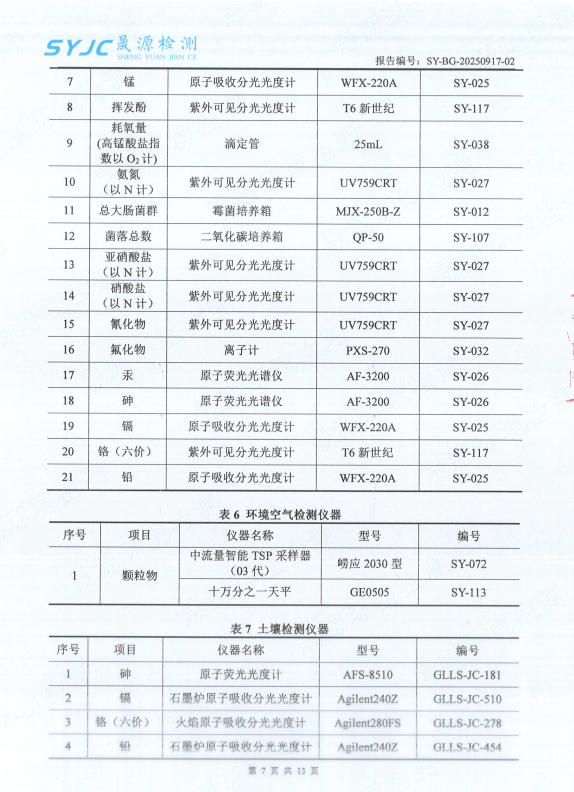 SYJC 晟源检测
SHENG YUAN JIAN CE
报告编号：SY-BG-20250917-02
7 锰 原子吸收分光光度计 WFX-220A SY-025
8 挥发酚 紫外可见分光光度计 T6 新世纪 SY-117
9 耗氧量 滴定管 25mL SY-038
(高锰酸盐指
数以 O₂ 计)
10 氨氮 紫外可见分光光度计 UV759CRT SY-027
（以 N 计）
11 总大肠菌群 霉菌培养箱 MJX-250B-Z SY-012
12 菌落总数 二氧化碳培养箱 QP-50 SY-107
13 亚硝酸盐 紫外可见分光光度计 UV759CRT SY-027
（以 N 计）
14 硝酸盐 紫外可见分光光度计 UV759CRT SY-027
（以 N 计）
15 氰化物 紫外可见分光光度计 UV759CRT SY-027
16 氟化物 离子计 PXS-270 SY-032
17 汞 原子荧光光谱仪 AF-3200 SY-026
18 砷 原子荧光光谱仪 AF-3200 SY-026
19 镉 原子吸收分光光度计 WFX-220A SY-025
20 铬（六价） 紫外可见分光光度计 T6 新世纪 SY-117
21 铅 原子吸收分光光度计 WFX-220A SY-025
表 6 环境空气检测仪器
序号 项目 仪器名称 型号 编号
1 颗粒物 中流量智能 TSP 采样器 崂应 2030 型 SY-072
（03 代）
十万分之一天平 GE0505 SY-113
表 7 土壤检测仪器
序号 项目 仪器名称 型号 编号
1 砷 原子荧光光度计 AFS-8510 GLLS-JC-181
2 镉 石墨炉原子吸收分光光度计 Agilent240Z GLLS-JC-510
3 铬（六价） 火焰原子吸收分光光度计 Agilent280FS GLLS-JC-278
4 铅 石墨炉原子吸收分光光度计 Agilent240Z GLLS-JC-454
第 7 页 共 13 页